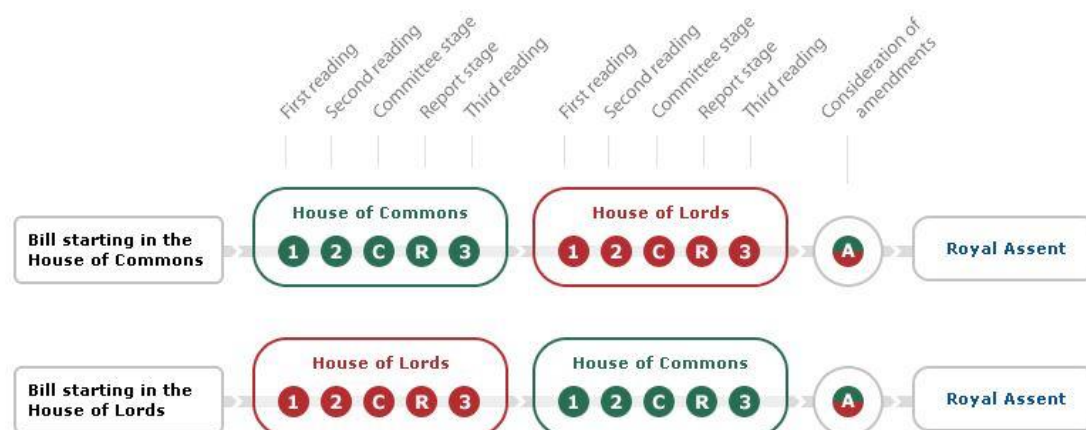 First reading
Second reading
Committee stage
Report stage
Third reading
First reading
Second reading
Committee stage
Report stage
Third reading
Consideration of
amendments
Bill starting in the
House of Commons
House of Commons
1 2 C R 3
House of Lords
1 2 C R 3
A
Royal Assent
Bill starting in the
House of Lords
House of Lords
1 2 C R 3
House of Commons
1 2 C R 3
A
Royal Assent